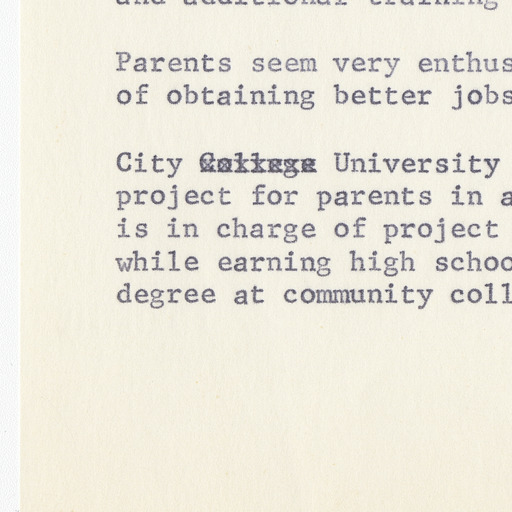 and additional training
Parents seem very enthus
of obtaining better jobs
City College University
project for parents in a
is in charge of project
while earning high schoo
degree at community coll